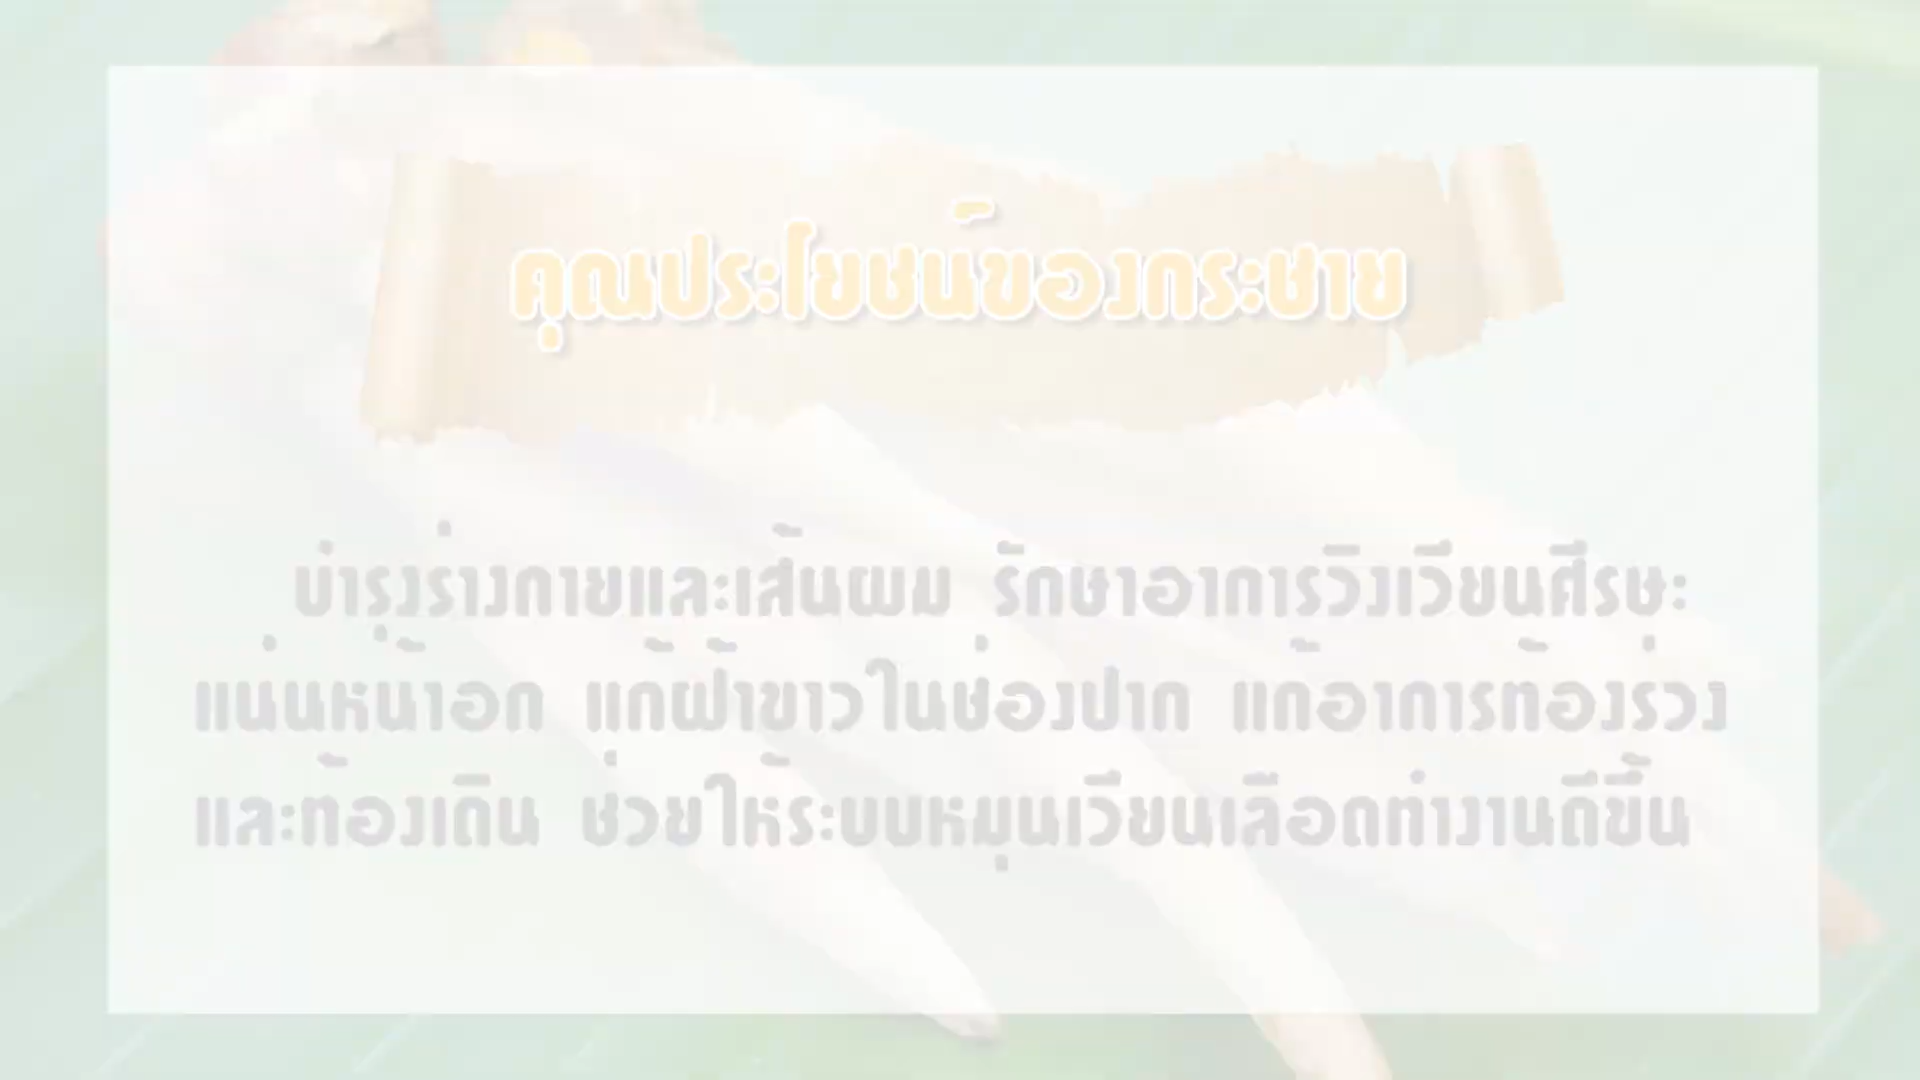 คุณประโยชน์ของกระชาย
บำรุงร่างกายและเส้นผม รักษาอาการวิงเวียนศีรษะ
แน่นหน้าอก แก้ฝ้าขาวในช่องปาก แก้อาการท้องร่วง
และท้องเดิน ช่วยให้ระบบหมุนเวียนเลือดทำงานดีขึ้น